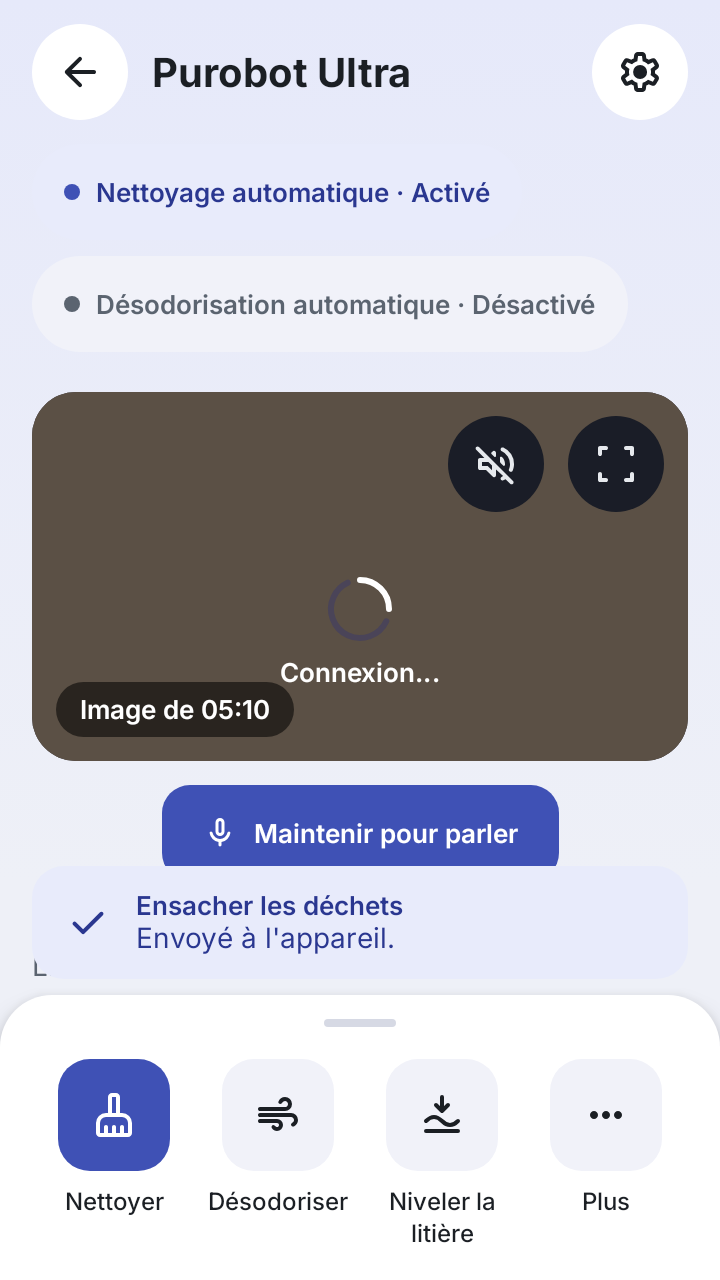 Purobot Ultra
Nettoyage automatique · Activé
Désodorisation automatique · Désactivé
Connexion...
Image de 05:10
Maintenir pour parler
Ensacher les déchets
Envoyé à l'appareil.
Nettoyer
Désodoriser
Niveler la
litière
Plus